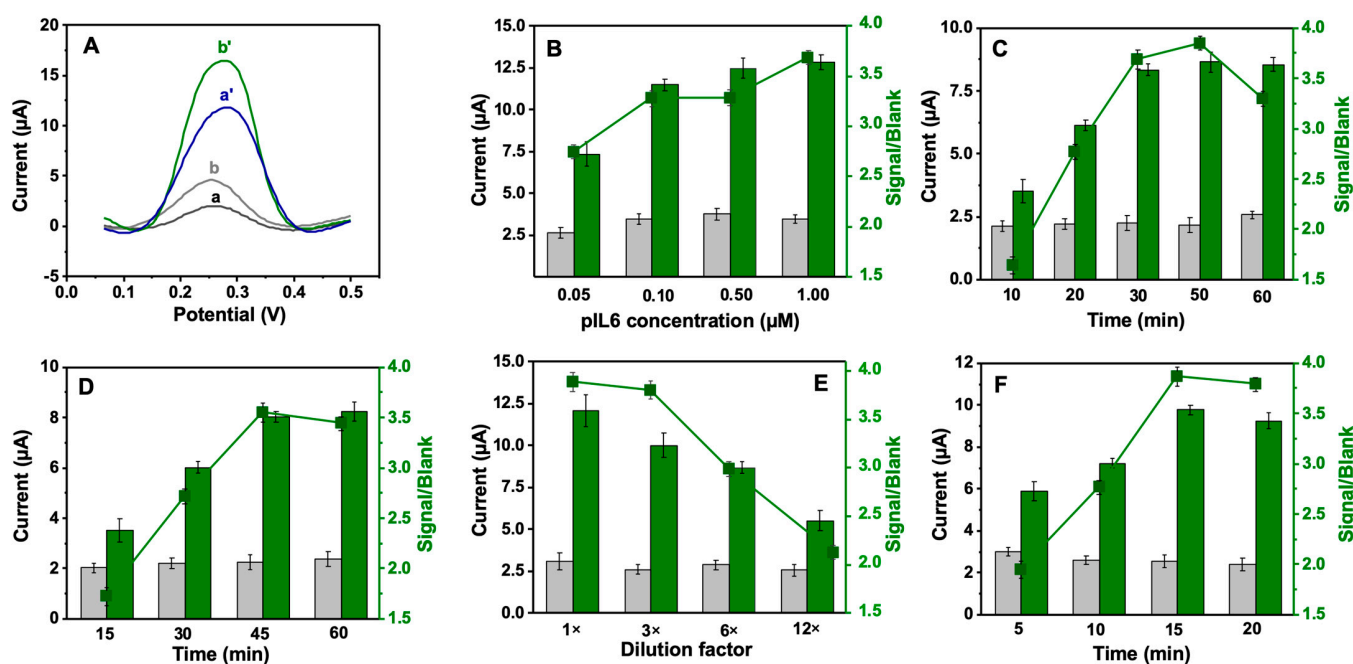 A
b'
a'
b
a
20
15
10
5
0
-5
0.0 0.1 0.2 0.3 0.4 0.5
Current (µA)
Potential (V)
B
15.0
12.5
10.0
7.5
5.0
2.5
4.0
3.5
3.0
2.5
2.0
1.5
0.05 0.10 0.50 1.00
Current (µA)
Signal/Blank
pIL6 concentration (µM)
C
10.0
7.5
5.0
2.5
0.0
4.0
3.5
3.0
2.5
2.0
1.5
10 20 30 50 60
Current (µA)
Signal/Blank
Time (min)
D
10
8
6
4
2
0
4.0
3.5
3.0
2.5
2.0
1.5
15 30 45 60
Current (µA)
Signal/Blank
Time (min)
E
15.0
12.5
10.0
7.5
5.0
2.5
0.0
4.0
3.5
3.0
2.5
2.0
1.5
1× 3× 6× 12×
Current (µA)
Signal/Blank
Dilution factor
F
12
10
8
6
4
2
0
4.0
3.5
3.0
2.5
2.0
1.5
5 10 15 20
Current (µA)
Signal/Blank
Time (min)